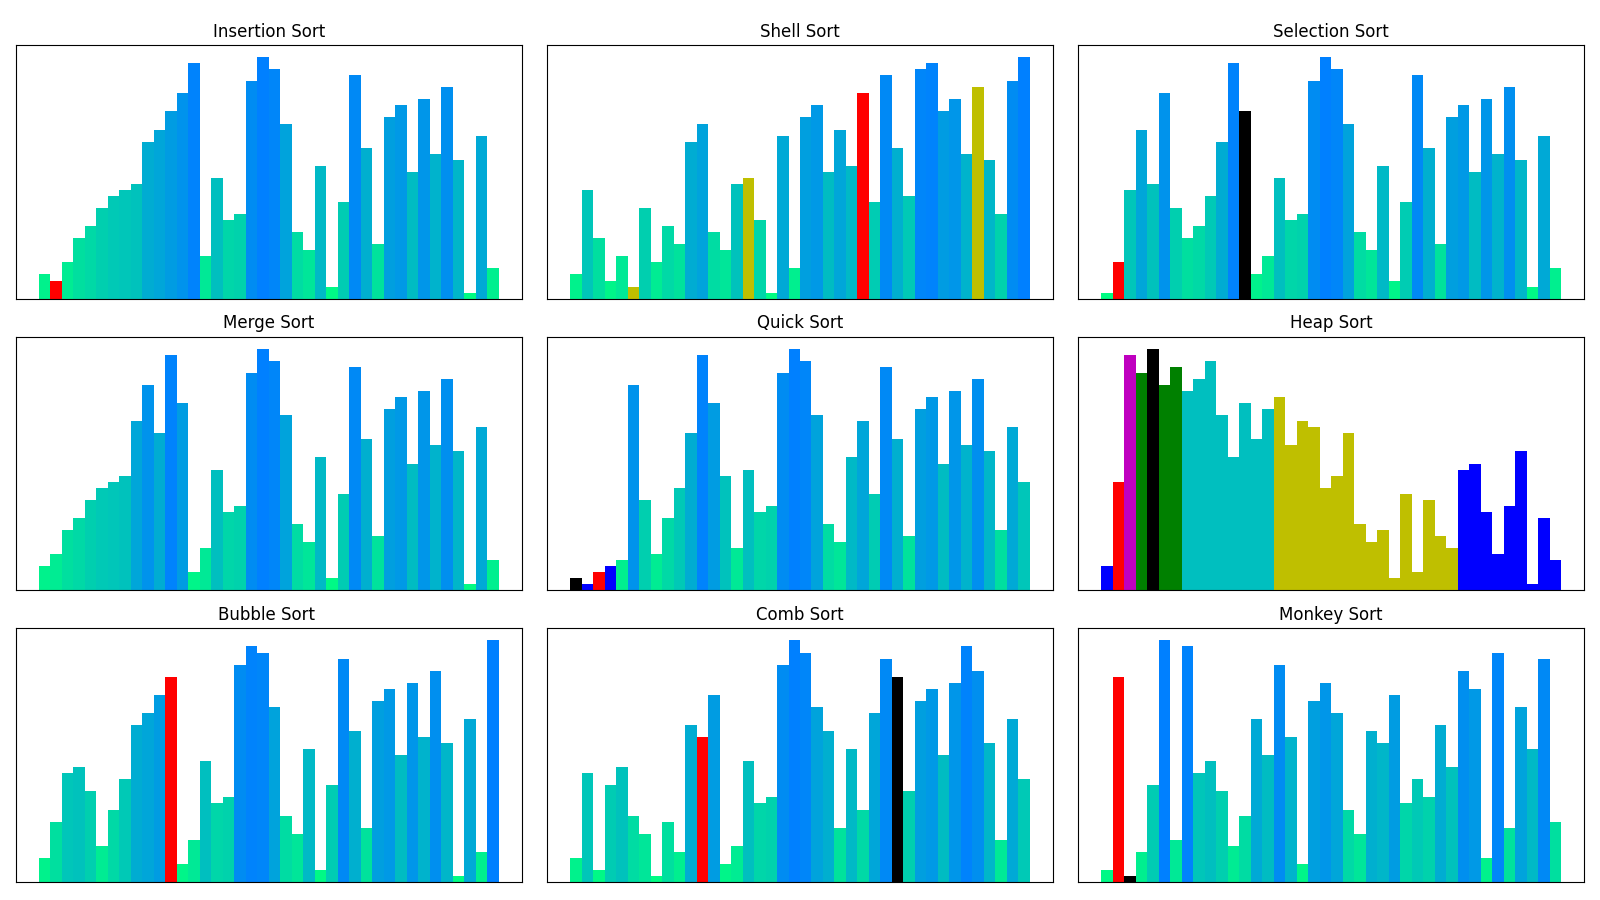 Insertion Sort
Shell Sort
Selection Sort
Merge Sort
Quick Sort
Heap Sort
Bubble Sort
Comb Sort
Monkey Sort